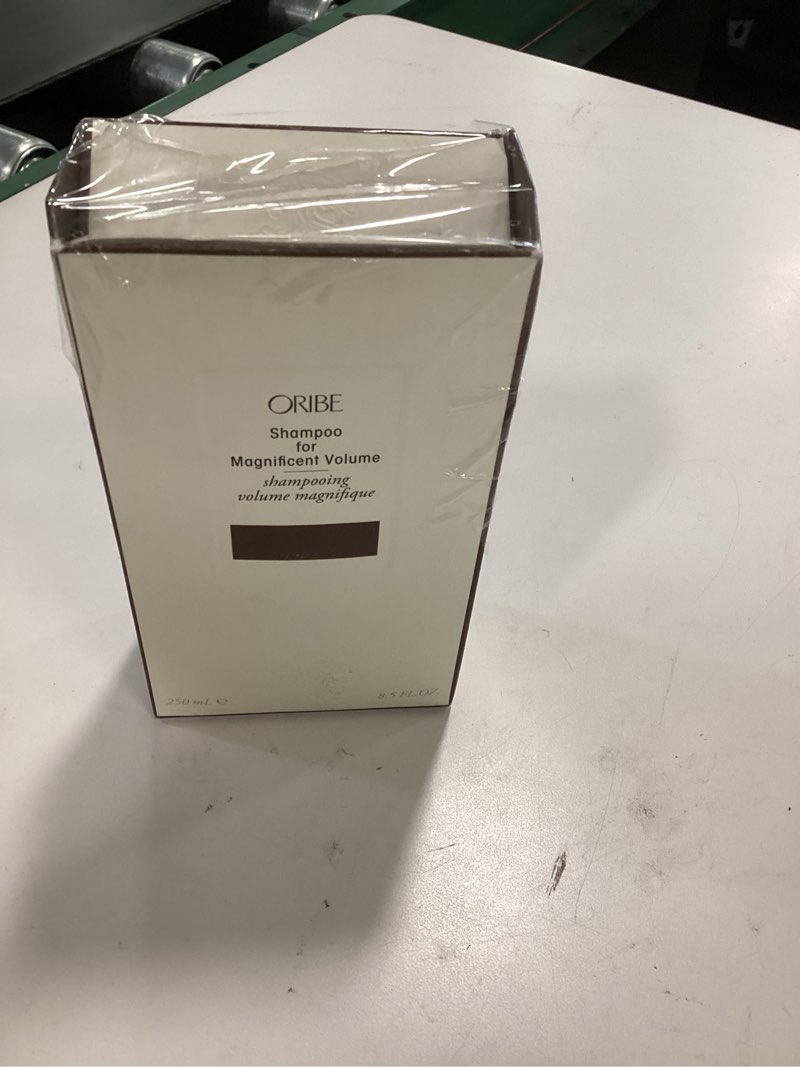 ORIBE
Shampoo
for
Magnificent Volume
shampooing
volume magnifique
250 mL ℮
8.5 FL.OZ.